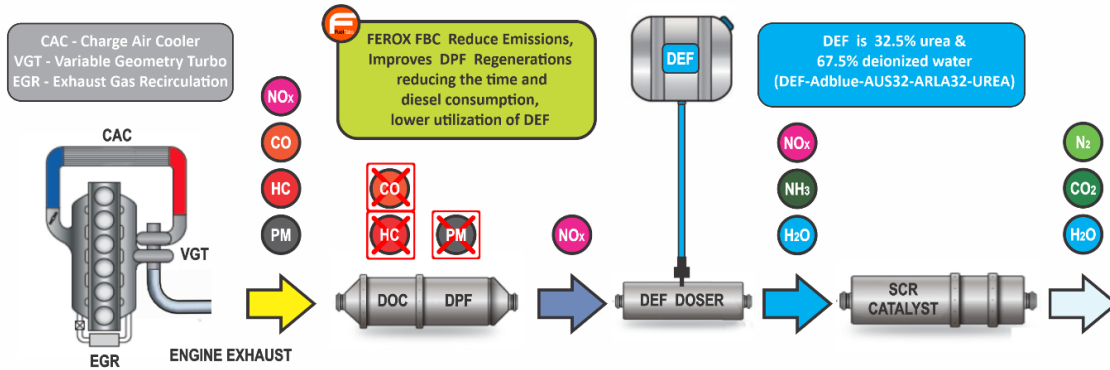 CAC - Charge Air Cooler
VGT - Variable Geometry Turbo
EGR - Exhaust Gas Recirculation
FEROX FBC Reduce Emissions,
Improves DPF Regenerations
reducing the time and
diesel consumption,
lower utilization of DEF
DEF
DEF is 32.5% urea &
67.5% deionized water
(DEF-Adblue-AUS32-ARLA32-UREA)
CAC
VGT
EGR
ENGINE EXHAUST
NOx
CO
HC
PM
CO
HC
PM
DOC
DPF
NOx
DEF DOSER
NOx
NH3
H2O
SCR
CATALYST
N2
CO2
H2O